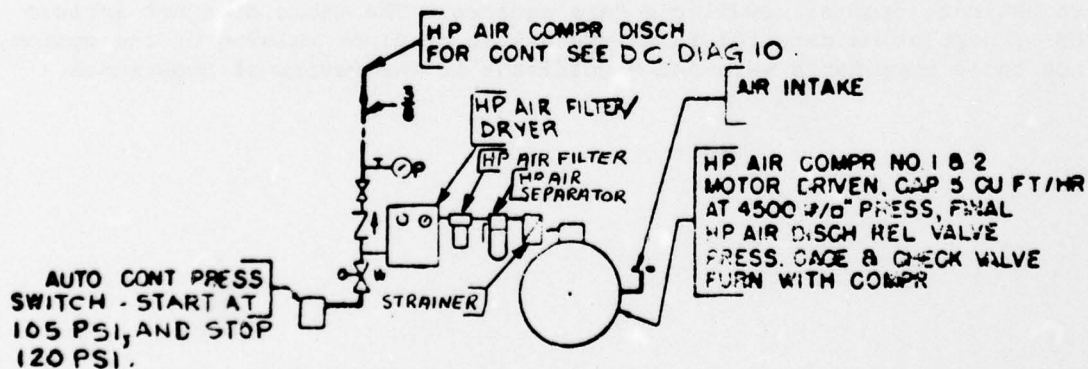 HP AIR COMPR DISCH
FOR CONT SEE DC DIAG 10.
HP AIR FILTER/
DRYER
HP AIR FILTER
HP AIR
SEPARATOR
AIR INTAKE
HP AIR COMPR NO. 1 & 2
MOTOR DRIVEN, CAP 5 CU FT/HR
AT 4500 #/□" PRESS, FINAL
HP AIR DISCH REL VALVE
PRESS. GAGE & CHECK VALVE
FURN WITH COMPR
P
STRAINER
AUTO CONT PRESS
SWITCH - START AT
105 PSI, AND STOP
120 PSI.